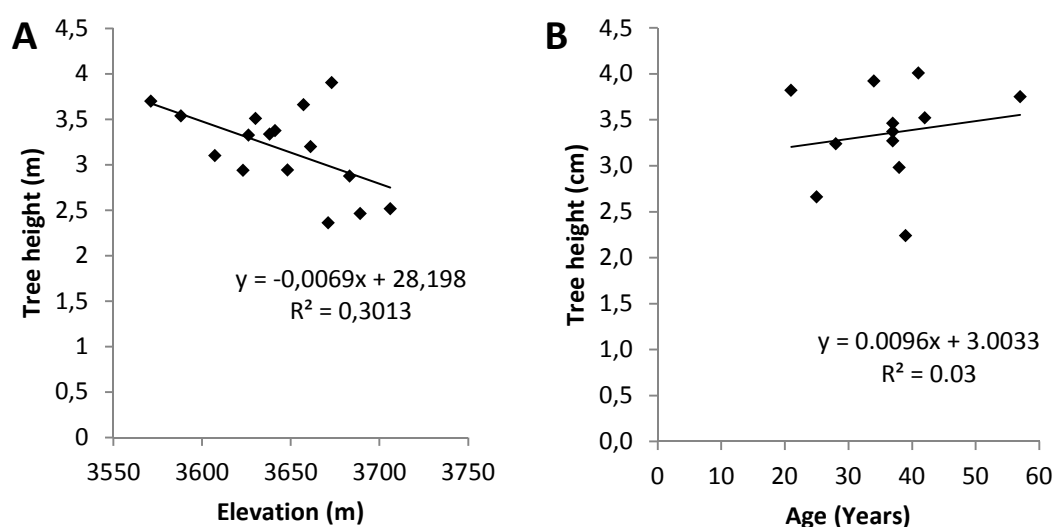 A
Tree height (m)
4,5
4
3,5
3
2,5
2
1,5
1
0,5
0
y = -0,0069x + 28,198
R² = 0,3013
3550 3600 3650 3700 3750
Elevation (m)
B
Tree height (cm)
4,5
4,0
3,5
3,0
2,5
2,0
1,5
1,0
0,5
0,0
y = 0.0096x + 3.0033
R² = 0.03
0 10 20 30 40 50 60
Age (Years)